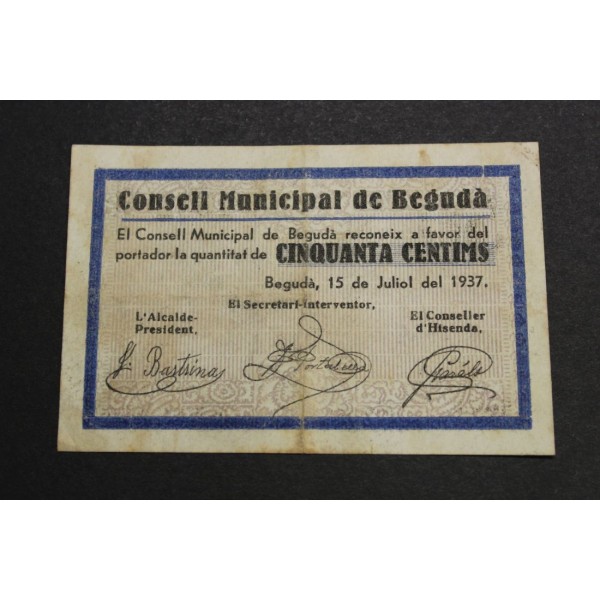 Consell Municipal de Begudà
El Consell Municipal de Begudà reconeix a favor del
portador la quantitat de CINQUANTA CENTIMS
Begudà, 15 de Juliol del 1937.
El Secretari-interventor,
L'Alcalde-
President,
El Conseller
d'Hisenda,
Bastrina